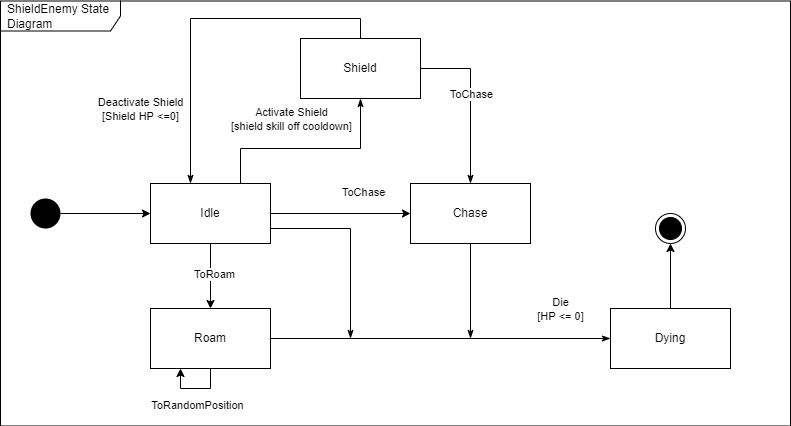 ShieldEnemy State
Diagram
Shield
Deactivate Shield
[Shield HP <=0]
Activate Shield
[shield skill off cooldown]
ToChase
Idle
ToChase
Chase
ToRoam
Roam
Die
[HP <= 0]
Dying
ToRandomPosition